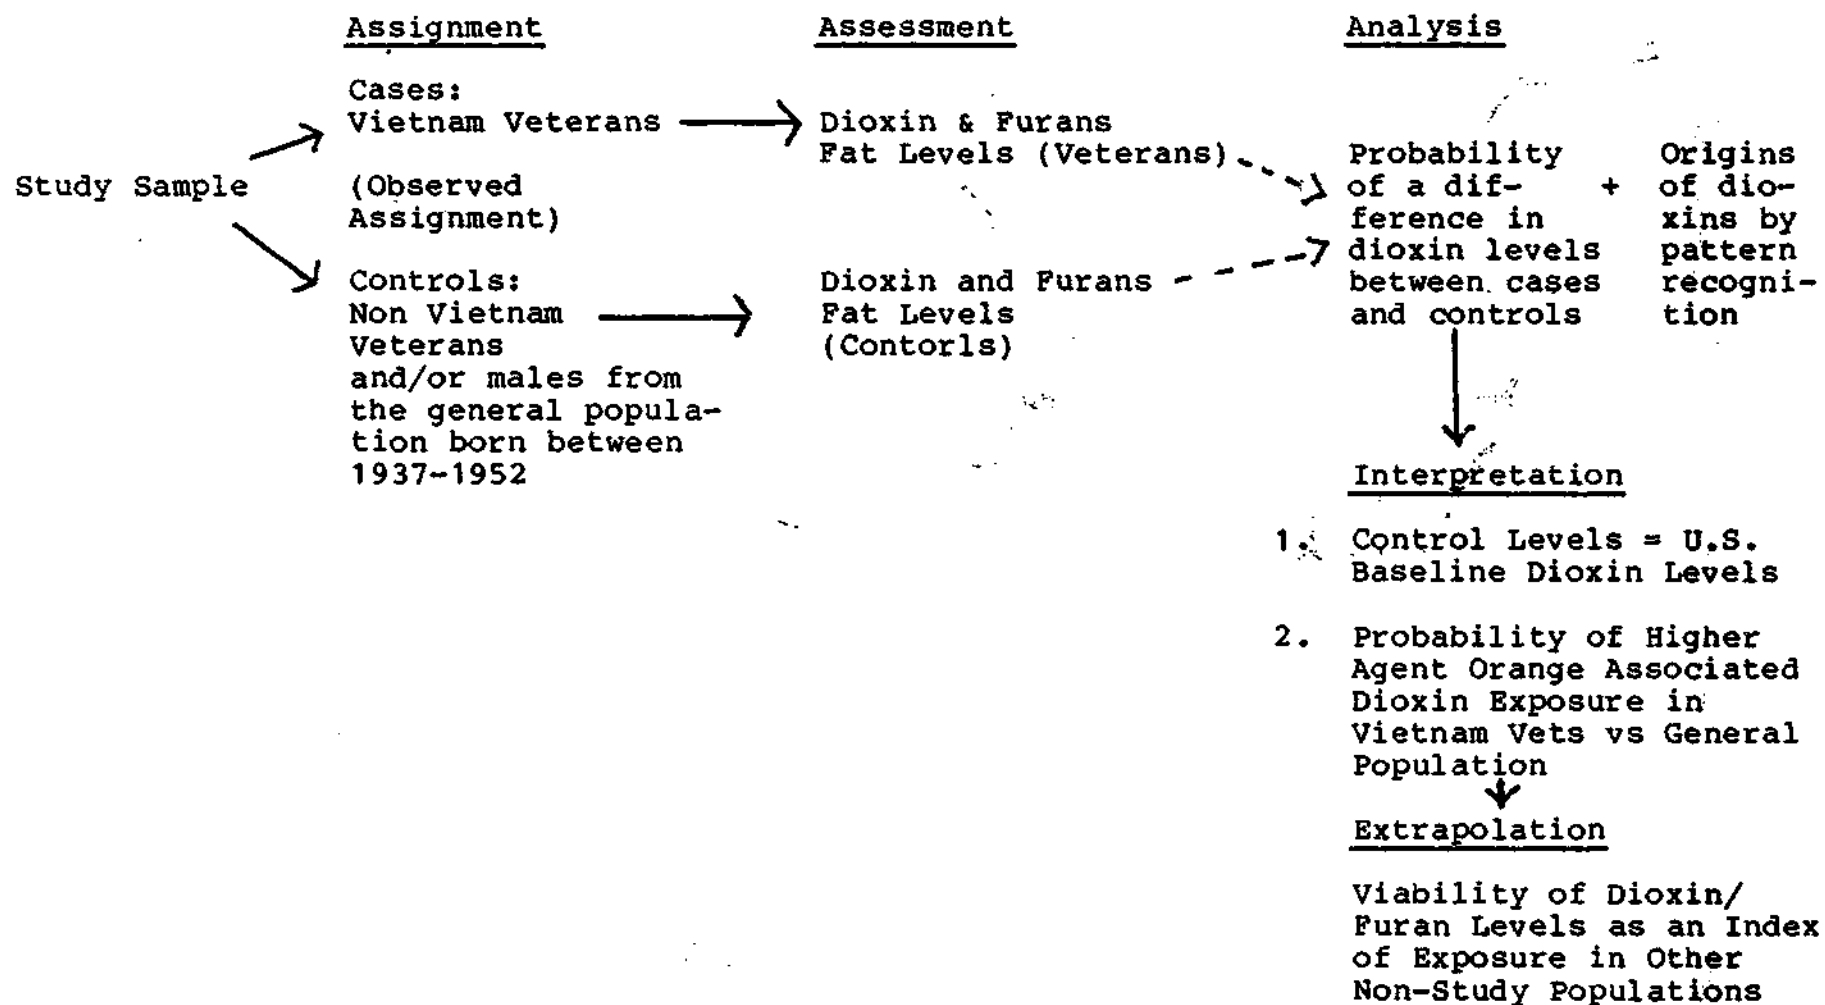 Assignment
Assessment
Analysis
Study Sample
Cases:
Vietnam Veterans
(Observed
Assignment)
Controls:
Non Vietnam
Veterans
and/or males from
the general popula-
tion born between
1937-1952
Dioxin & Furans
Fat Levels (Veterans)
Dioxin and Furans
Fat Levels
(Contorls)
Probability
of a dif-
ference in
dioxin levels
between cases
and controls
+
Origins
of dio-
xins by
pattern
recogni-
tion
Interpretation
1. Control Levels = U.S.
Baseline Dioxin Levels
2. Probability of Higher
Agent Orange Associated
Dioxin Exposure in
Vietnam Vets vs General
Population
Extrapolation
Viability of Dioxin/
Furan Levels as an Index
of Exposure in Other
Non-Study Populations